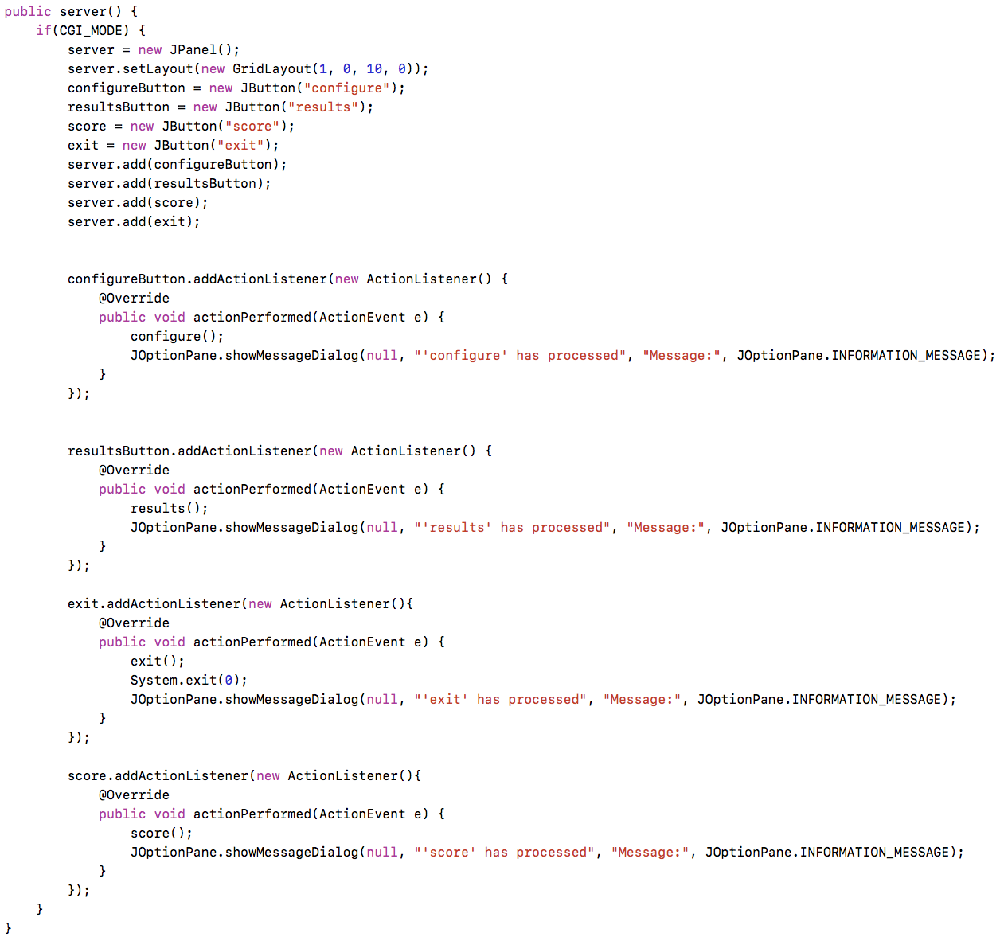 public server() {
    if(CGI_MODE) {
        server = new JPanel();
        server.setLayout(new GridLayout(1, 0, 10, 0));
        configureButton = new JButton("configure");
        resultsButton = new JButton("results");
        score = new JButton("score");
        exit = new JButton("exit");
        server.add(configureButton);
        server.add(resultsButton);
        server.add(score);
        server.add(exit);
        configureButton.addActionListener(new ActionListener() {
            @Override
            public void actionPerformed(ActionEvent e) {
                configure();
                JOptionPane.showMessageDialog(null, "'configure' has processed", "Message:", JOptionPane.INFORMATION_MESSAGE);
            }
        });
        resultsButton.addActionListener(new ActionListener() {
            @Override
            public void actionPerformed(ActionEvent e) {
                results();
                JOptionPane.showMessageDialog(null, "'results' has processed", "Message:", JOptionPane.INFORMATION_MESSAGE);
            }
        });
        exit.addActionListener(new ActionListener(){
            @Override
            public void actionPerformed(ActionEvent e) {
                exit();
                System.exit(0);
                JOptionPane.showMessageDialog(null, "'exit' has processed", "Message:", JOptionPane.INFORMATION_MESSAGE);
            }
        });
        score.addActionListener(new ActionListener(){
            @Override
            public void actionPerformed(ActionEvent e) {
                score();
                JOptionPane.showMessageDialog(null, "'score' has processed", "Message:", JOptionPane.INFORMATION_MESSAGE);
            }
        });
    }
}